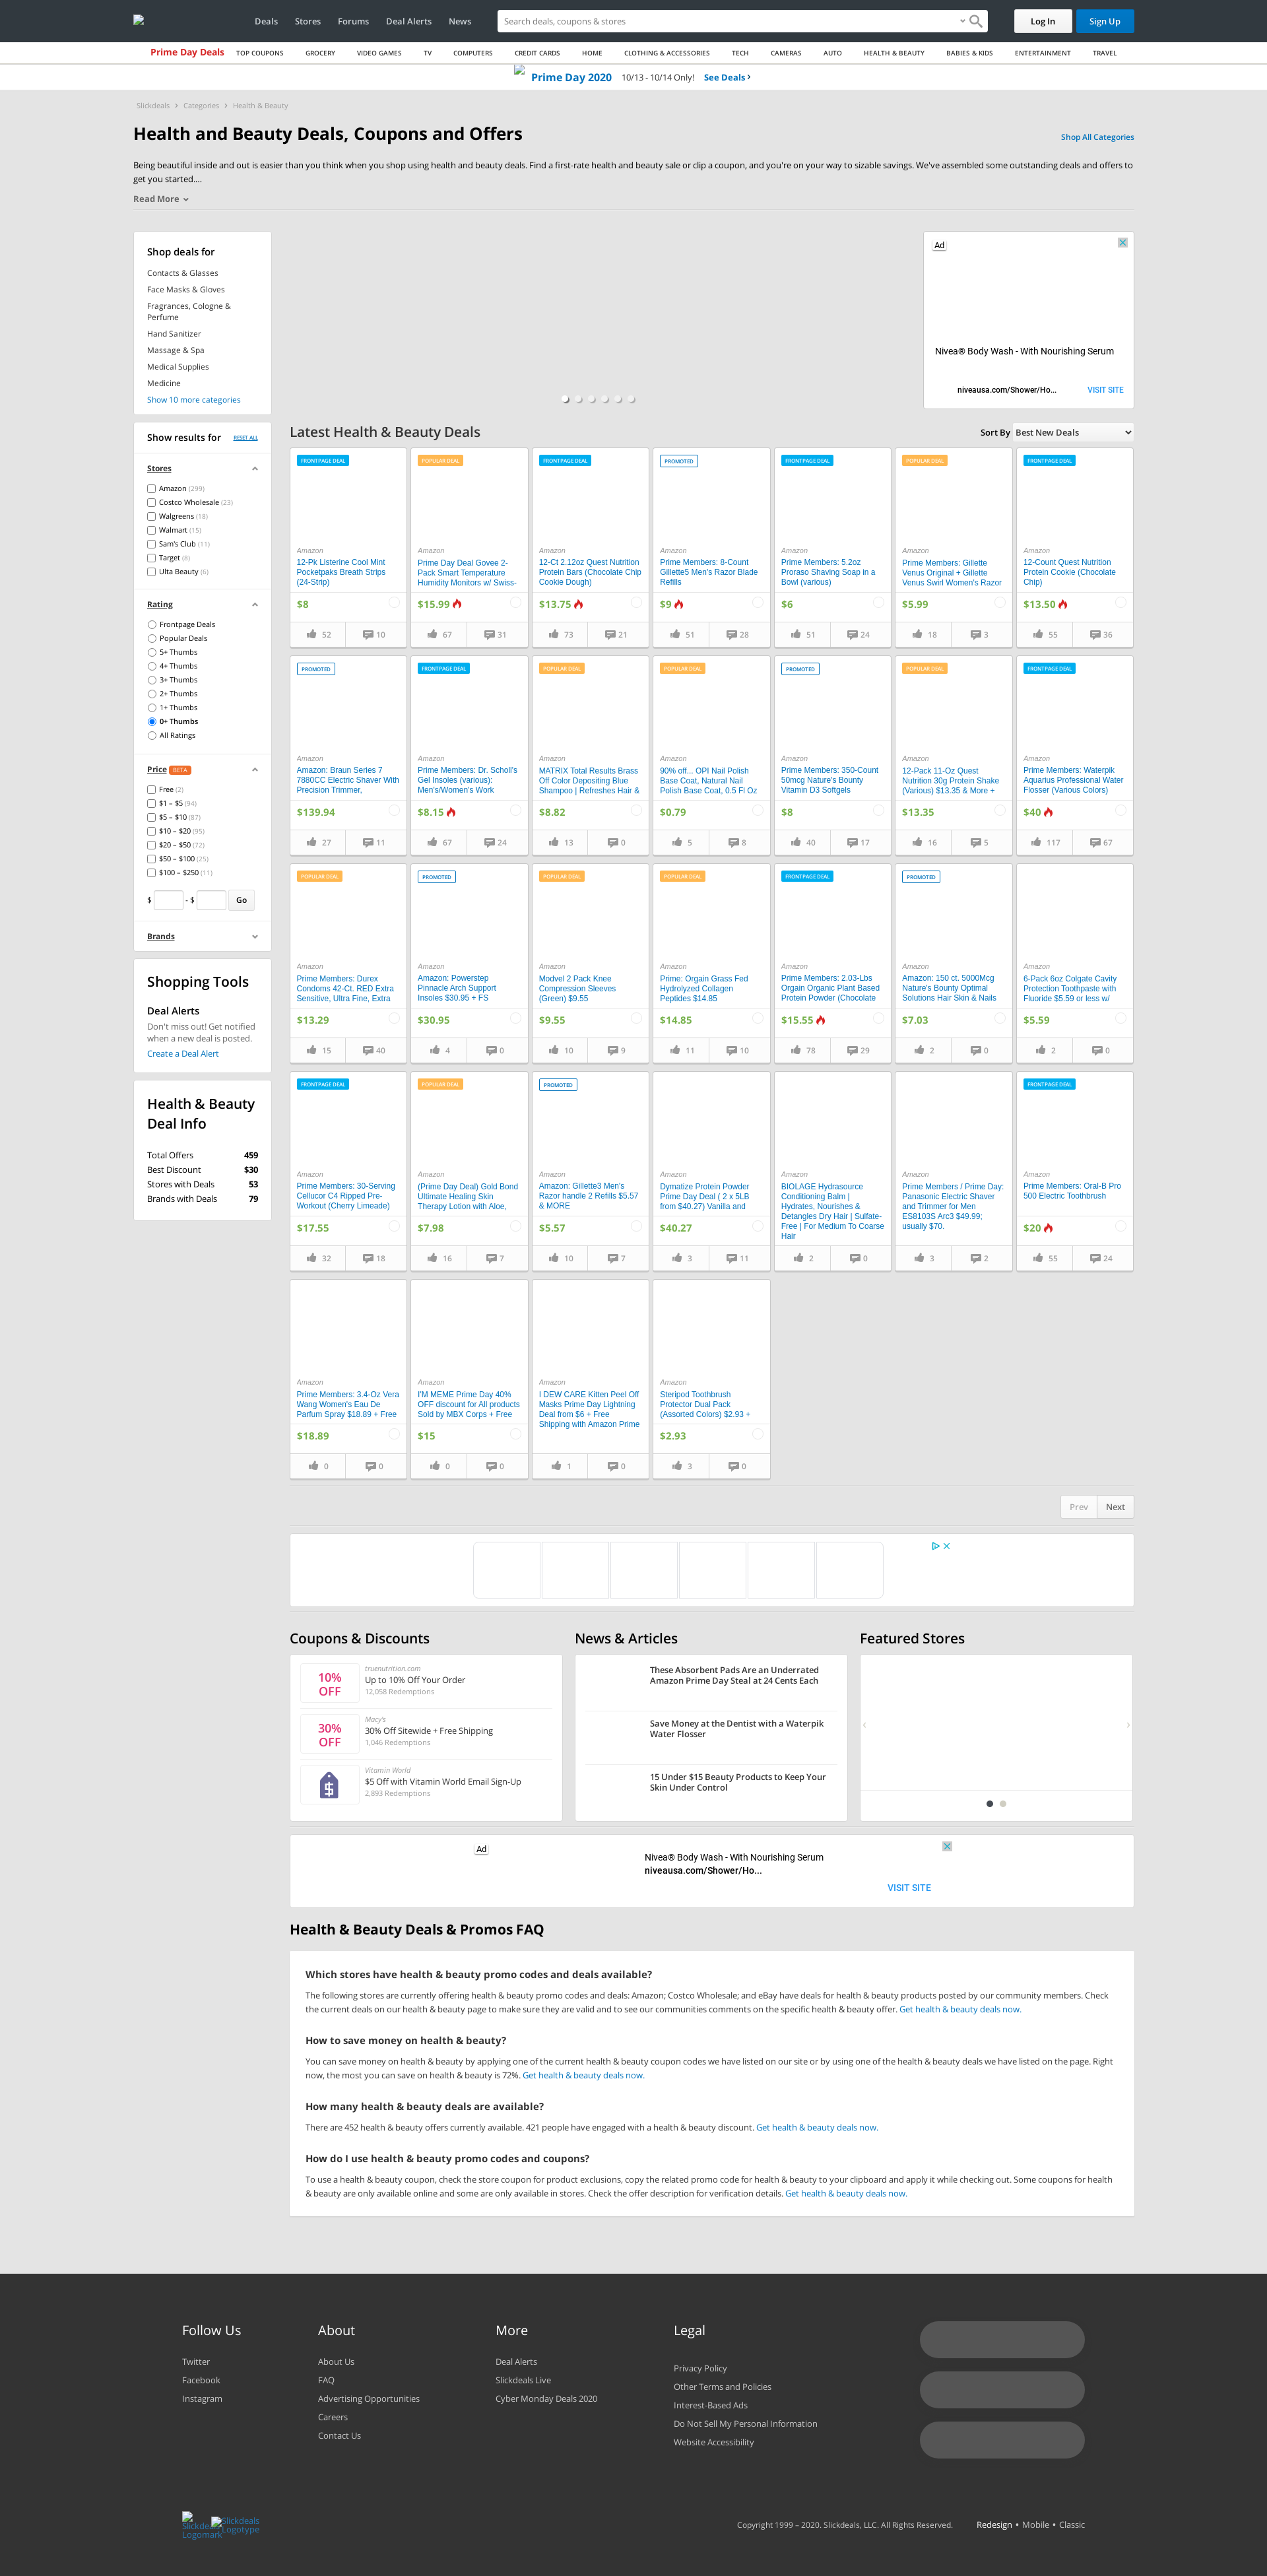 Deals Stores Forums Deal Alerts News
Search deals, coupons & stores
Log In
Sign Up
Prime Day Deals TOP COUPONS GROCERY VIDEO GAMES TV COMPUTERS CREDIT CARDS HOME CLOTHING & ACCESSORIES TECH CAMERAS AUTO HEALTH & BEAUTY BABIES & KIDS ENTERTAINMENT TRAVEL
Prime Day 2020 10/13 - 10/14 Only! See Deals
Slickdeals > Categories > Health & Beauty
Health and Beauty Deals, Coupons and Offers
Shop All Categories
Being beautiful inside and out is easier than you think when you shop using health and beauty deals. Find a first-rate health and beauty sale or clip a coupon, and you're on your way to sizable savings. We've assembled some outstanding deals and offers to
get you started....
Read More
Shop deals for
Contacts & Glasses
Face Masks & Gloves
Fragrances, Cologne &
Perfume
Hand Sanitizer
Massage & Spa
Medical Supplies
Medicine
Show 10 more categories
Ad
Nivea® Body Wash - With Nourishing Serum
niveausa.com/Shower/Ho...
VISIT SITE
Show results for RESET ALL
Stores
Amazon (299)
Costco Wholesale (23)
Walgreens (18)
Walmart (15)
Sam's Club (11)
Target (8)
Ulta Beauty (6)
Rating
Frontpage Deals
Popular Deals
5+ Thumbs
4+ Thumbs
3+ Thumbs
2+ Thumbs
1+ Thumbs
0+ Thumbs
All Ratings
Price BETA
Free (2)
$1 – $5 (94)
$5 – $10 (87)
$10 – $20 (95)
$20 – $50 (72)
$50 – $100 (25)
$100 – $250 (11)
$ - $ Go
Brands
Shopping Tools
Deal Alerts
Don't miss out! Get notified
when a new deal is posted.
Create a Deal Alert
Health & Beauty
Deal Info
Total Offers 459
Best Discount $30
Stores with Deals 53
Brands with Deals 79
Latest Health & Beauty Deals
Sort By Best New Deals
FRONTPAGE DEAL
Amazon
12-Pk Listerine Cool Mint
Pocketpaks Breath Strips
(24-Strip)
$8
52 10
POPULAR DEAL
Amazon
Prime Day Deal Govee 2-
Pack Smart Temperature
Humidity Monitors w/ Swiss-
$15.99
67 31
FRONTPAGE DEAL
Amazon
12-Ct 2.12oz Quest Nutrition
Protein Bars (Chocolate Chip
Cookie Dough)
$13.75
73 21
PROMOTED
Amazon
Prime Members: 8-Count
Gillette5 Men's Razor Blade
Refills
$9
51 28
FRONTPAGE DEAL
Amazon
Prime Members: 5.2oz
Proraso Shaving Soap in a
Bowl (various)
$6
51 24
POPULAR DEAL
Amazon
Prime Members: Gillette
Venus Original + Gillette
Venus Swirl Women's Razor
$5.99
18 3
FRONTPAGE DEAL
Amazon
12-Count Quest Nutrition
Protein Cookie (Chocolate
Chip)
$13.50
55 36
PROMOTED
Amazon
Amazon: Braun Series 7
7880CC Electric Shaver With
Precision Trimmer,
$139.94
27 11
FRONTPAGE DEAL
Amazon
Prime Members: Dr. Scholl's
Gel Insoles (various):
Men's/Women's Work
$8.15
67 24
POPULAR DEAL
Amazon
MATRIX Total Results Brass
Off Color Depositing Blue
Shampoo | Refreshes Hair &
$8.82
13 0
POPULAR DEAL
Amazon
90% off... OPI Nail Polish
Base Coat, Natural Nail
Polish Base Coat, 0.5 Fl Oz
$0.79
5 8
PROMOTED
Amazon
Prime Members: 350-Count
50mcg Nature's Bounty
Vitamin D3 Softgels
$8
40 17
POPULAR DEAL
Amazon
12-Pack 11-Oz Quest
Nutrition 30g Protein Shake
(Various) $13.35 & More +
$13.35
16 5
FRONTPAGE DEAL
Amazon
Prime Members: Waterpik
Aquarius Professional Water
Flosser (Various Colors)
$40
117 67
POPULAR DEAL
Amazon
Prime Members: Durex
Condoms 42-Ct. RED Extra
Sensitive, Ultra Fine, Extra
$13.29
15 40
PROMOTED
Amazon
Amazon: Powerstep
Pinnacle Arch Support
Insoles $30.95 + FS
$30.95
4 0
POPULAR DEAL
Amazon
Modvel 2 Pack Knee
Compression Sleeves
(Green) $9.55
$9.55
10 9
POPULAR DEAL
Amazon
Prime: Orgain Grass Fed
Hydrolyzed Collagen
Peptides $14.85
$14.85
11 10
FRONTPAGE DEAL
Amazon
Prime Members: 2.03-Lbs
Orgain Organic Plant Based
Protein Powder (Chocolate
$15.55
78 29
PROMOTED
Amazon
Amazon: 150 ct. 5000Mcg
Nature's Bounty Optimal
Solutions Hair Skin & Nails
$7.03
2 0
Amazon
6-Pack 6oz Colgate Cavity
Protection Toothpaste with
Fluoride $5.59 or less w/
$5.59
2 0
FRONTPAGE DEAL
Amazon
Prime Members: 30-Serving
Cellucor C4 Ripped Pre-
Workout (Cherry Limeade)
$17.55
32 18
POPULAR DEAL
Amazon
(Prime Day Deal) Gold Bond
Ultimate Healing Skin
Therapy Lotion with Aloe,
$7.98
16 7
PROMOTED
Amazon
Amazon: Gillette3 Men's
Razor handle 2 Refills $5.57
& MORE
$5.57
10 7
Amazon
Dymatize Protein Powder
Prime Day Deal ( 2 x 5LB
from $40.27) Vanilla and
$40.27
3 11
Amazon
BIOLAGE Hydrasource
Conditioning Balm |
Hydrates, Nourishes &
Detangles Dry Hair | Sulfate-
Free | For Medium To Coarse
Hair
2 0
Amazon
Prime Members / Prime Day:
Panasonic Electric Shaver
and Trimmer for Men
ES8103S Arc3 $49.99;
usually $70.
3 2
FRONTPAGE DEAL
Amazon
Prime Members: Oral-B Pro
500 Electric Toothbrush
$20
55 24
Amazon
Prime Members: 3.4-Oz Vera
Wang Women's Eau De
Parfum Spray $18.89 + Free
$18.89
0 0
Amazon
I'M MEME Prime Day 40%
OFF discount for All products
Sold by MBX Corps + Free
$15
0 0
Amazon
I DEW CARE Kitten Peel Off
Masks Prime Day Lightning
Deal from $6 + Free
Shipping with Amazon Prime
1 0
Amazon
Steripod Toothbrush
Protector Dual Pack
(Assorted Colors) $2.93 +
$2.93
3 0
Prev Next
Coupons & Discounts
10%
OFF
truenutrition.com
Up to 10% Off Your Order
12,058 Redemptions
30%
OFF
Macy's
30% Off Sitewide + Free Shipping
1,046 Redemptions
Vitamin World
$5 Off with Vitamin World Email Sign-Up
2,893 Redemptions
News & Articles
These Absorbent Pads Are an Underrated
Amazon Prime Day Steal at 24 Cents Each
Save Money at the Dentist with a Waterpik
Water Flosser
15 Under $15 Beauty Products to Keep Your
Skin Under Control
Featured Stores
Ad
Nivea® Body Wash - With Nourishing Serum
niveausa.com/Shower/Ho...
VISIT SITE
Health & Beauty Deals & Promos FAQ
Which stores have health & beauty promo codes and deals available?
The following stores are currently offering health & beauty promo codes and deals: Amazon; Costco Wholesale; and eBay have deals for health & beauty products posted by our community members. Check
the current deals on our health & beauty page to make sure they are valid and to see our communities comments on the specific health & beauty offer. Get health & beauty deals now.
How to save money on health & beauty?
You can save money on health & beauty by applying one of the current health & beauty coupon codes we have listed on our site or by using one of the health & beauty deals we have listed on the page. Right
now, the most you can save on health & beauty is 72%. Get health & beauty deals now.
How many health & beauty deals are available?
There are 452 health & beauty offers currently available. 421 people have engaged with a health & beauty discount. Get health & beauty deals now.
How do I use health & beauty promo codes and coupons?
To use a health & beauty coupon, check the store coupon for product exclusions, copy the related promo code for health & beauty to your clipboard and apply it while checking out. Some coupons for health
& beauty are only available online and some are only available in stores. Check the offer description for verification details. Get health & beauty deals now.
Follow Us
Twitter
Facebook
Instagram
About
About Us
FAQ
Advertising Opportunities
Careers
Contact Us
More
Deal Alerts
Slickdeals Live
Cyber Monday Deals 2020
Legal
Privacy Policy
Other Terms and Policies
Interest-Based Ads
Do Not Sell My Personal Information
Website Accessibility
Slickdeals
Logomark
Slickdeals
Logotype
Copyright 1999 – 2020. Slickdeals, LLC. All Rights Reserved. Redesign • Mobile • Classic